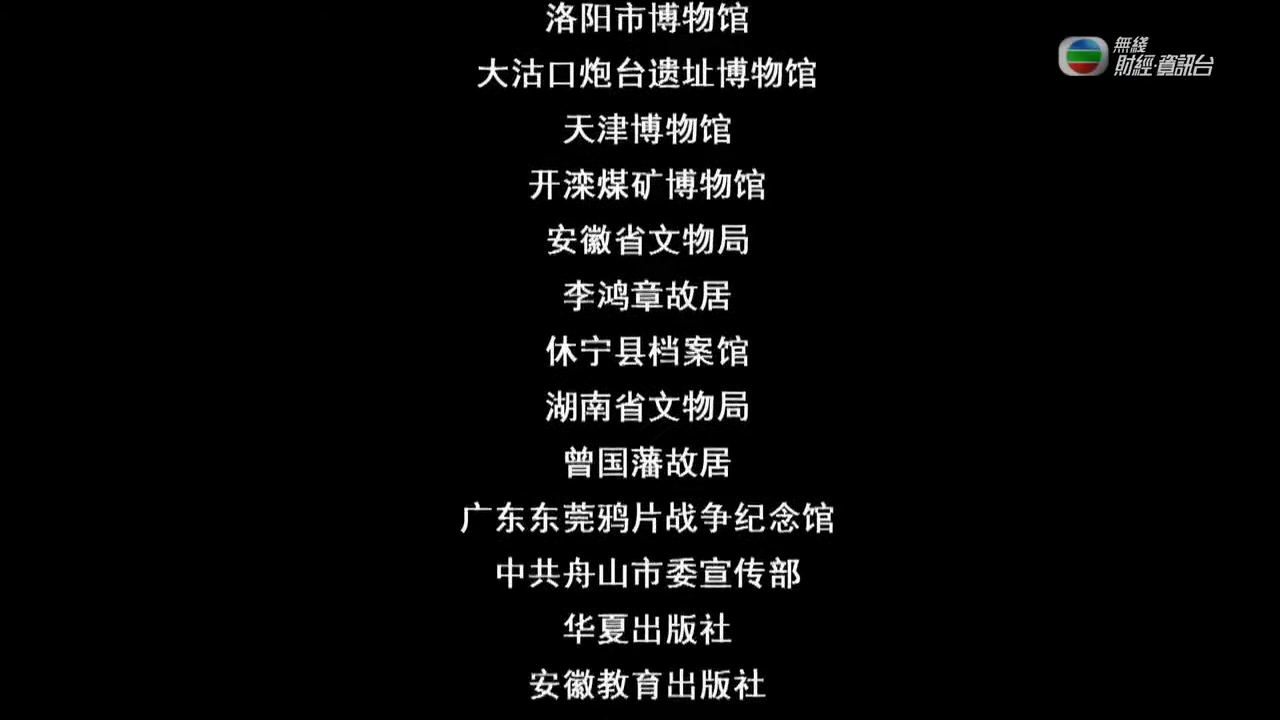 洛阳市博物馆
無綫
財經·資訊台
大沽口炮台遗址博物馆
天津博物馆
开滦煤矿博物馆
安徽省文物局
李鸿章故居
休宁县档案馆
湖南省文物局
曾国藩故居
广东东莞鸦片战争纪念馆
中共舟山市委宣传部
华夏出版社
安徽教育出版社